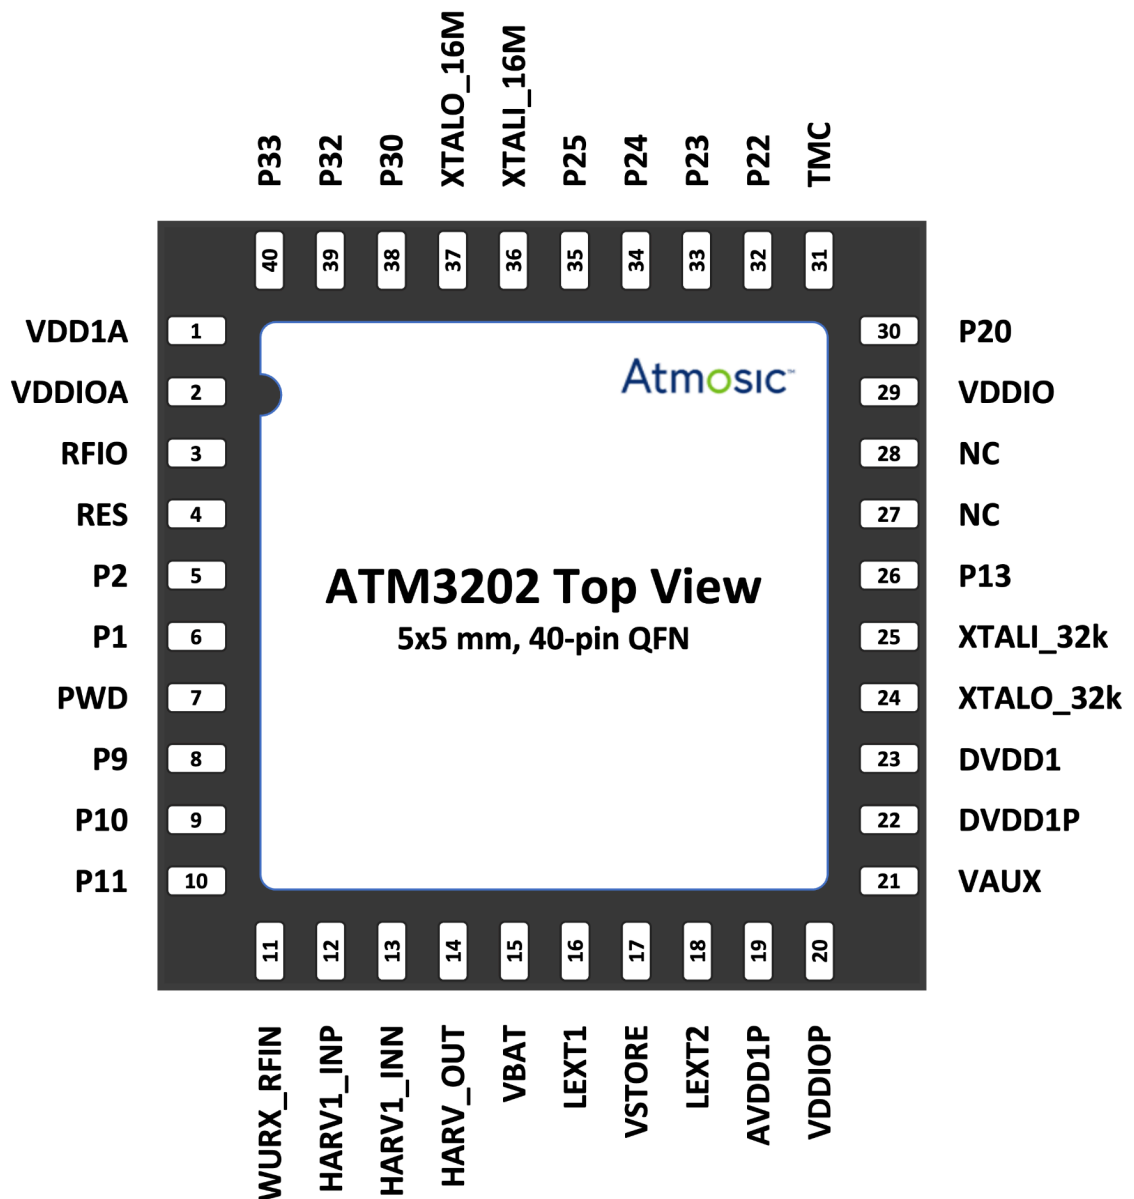 P33
P32
P30
XTALO_16M
XTALI_16M
P25
P24
P23
P22
TMC
40
39
38
37
36
35
34
33
32
31
VDD1A 1
30 P20
VDDIOA 2
29 VDDIO
RFIO 3
28 NC
RES 4
27 NC
P2 5
26 P13
P1 6
25 XTALI_32k
PWD 7
24 XTALO_32k
P9 8
23 DVDD1
P10 9
22 DVDD1P
P11 10
21 VAUX
Atmosic™
ATM3202 Top View
5x5 mm, 40-pin QFN
11
12
13
14
15
16
17
18
19
20
WURX_RFIN
HARV1_INP
HARV1_INN
HARV_OUT
VBAT
LEXT1
VSTORE
LEXT2
AVDD1P
VDDIOP